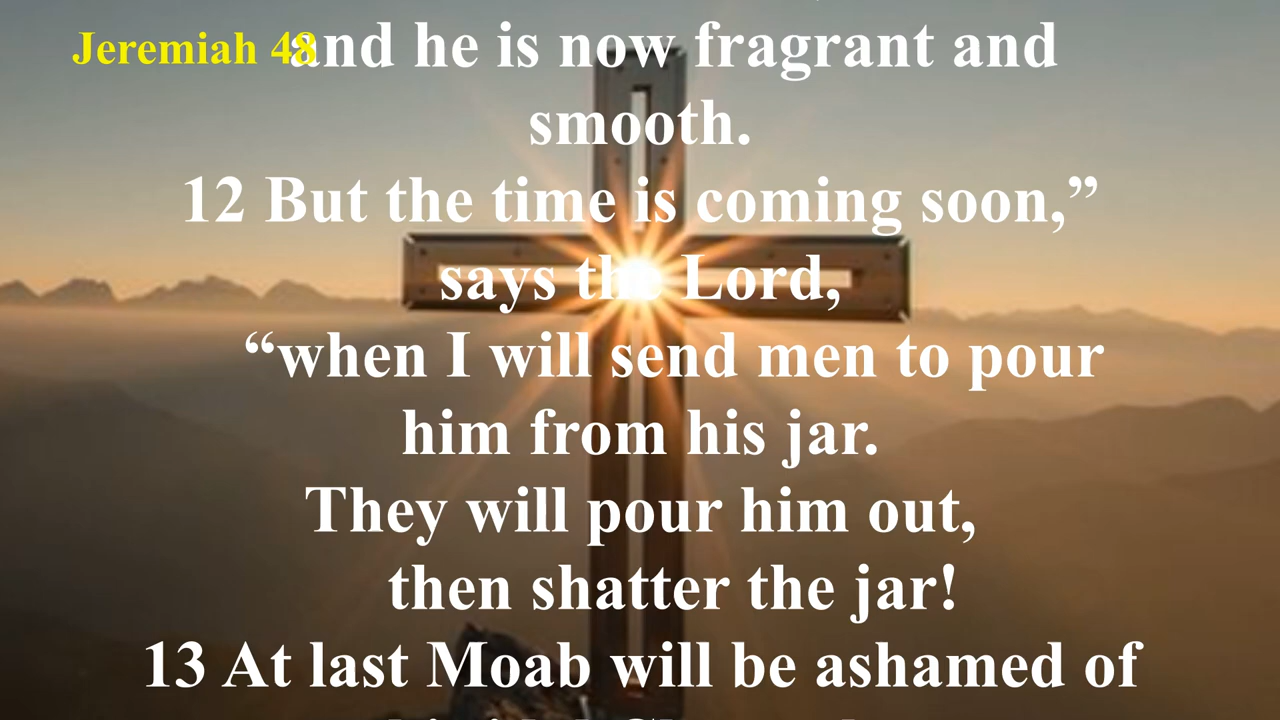 Jeremiah 48
and he is now fragrant and
smooth.
12 But the time is coming soon,”
says the Lord,
“when I will send men to pour
him from his jar.
They will pour him out,
then shatter the jar!
13 At last Moab will be ashamed of